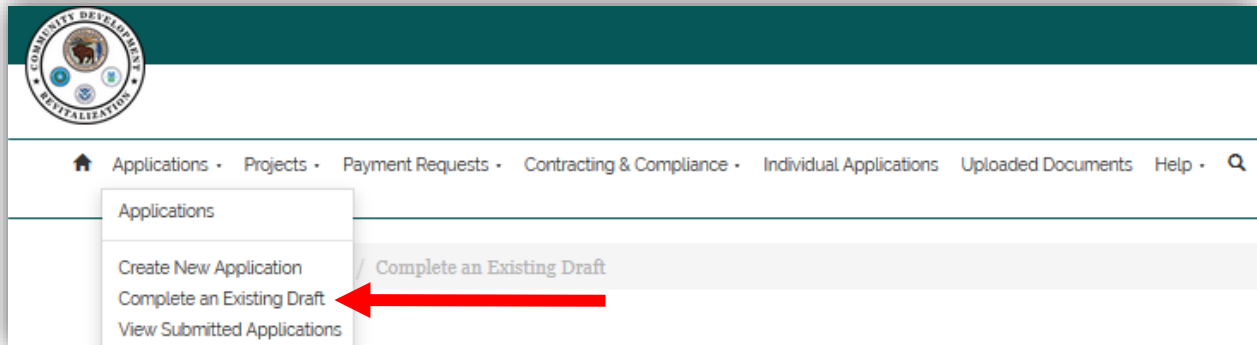 COMMUNITY DEVELOPMENT
REVITALIZATION
Applications Projects Payment Requests Contracting & Compliance Individual Applications Uploaded Documents Help
Applications
Create New Application / Complete an Existing Draft
Complete an Existing Draft
View Submitted Applications